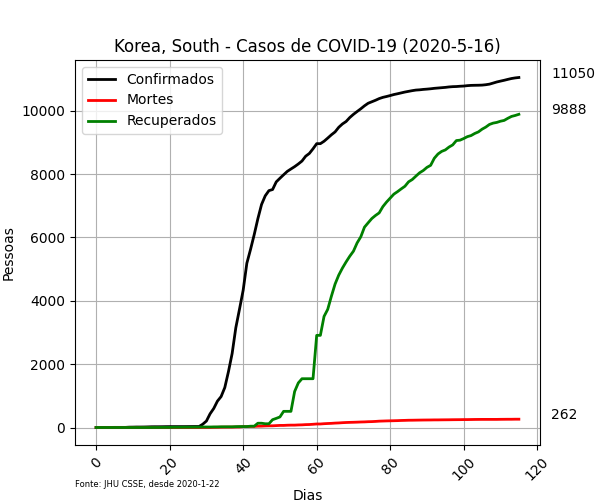 Korea, South - Casos de COVID-19 (2020-5-16)
Confirmados
Mortes
Recuperados
11050
9888
262
Pessoas
10000
8000
6000
4000
2000
0
0
20
40
60
80
100
120
Dias
Fonte: JHU CSSE, desde 2020-1-22